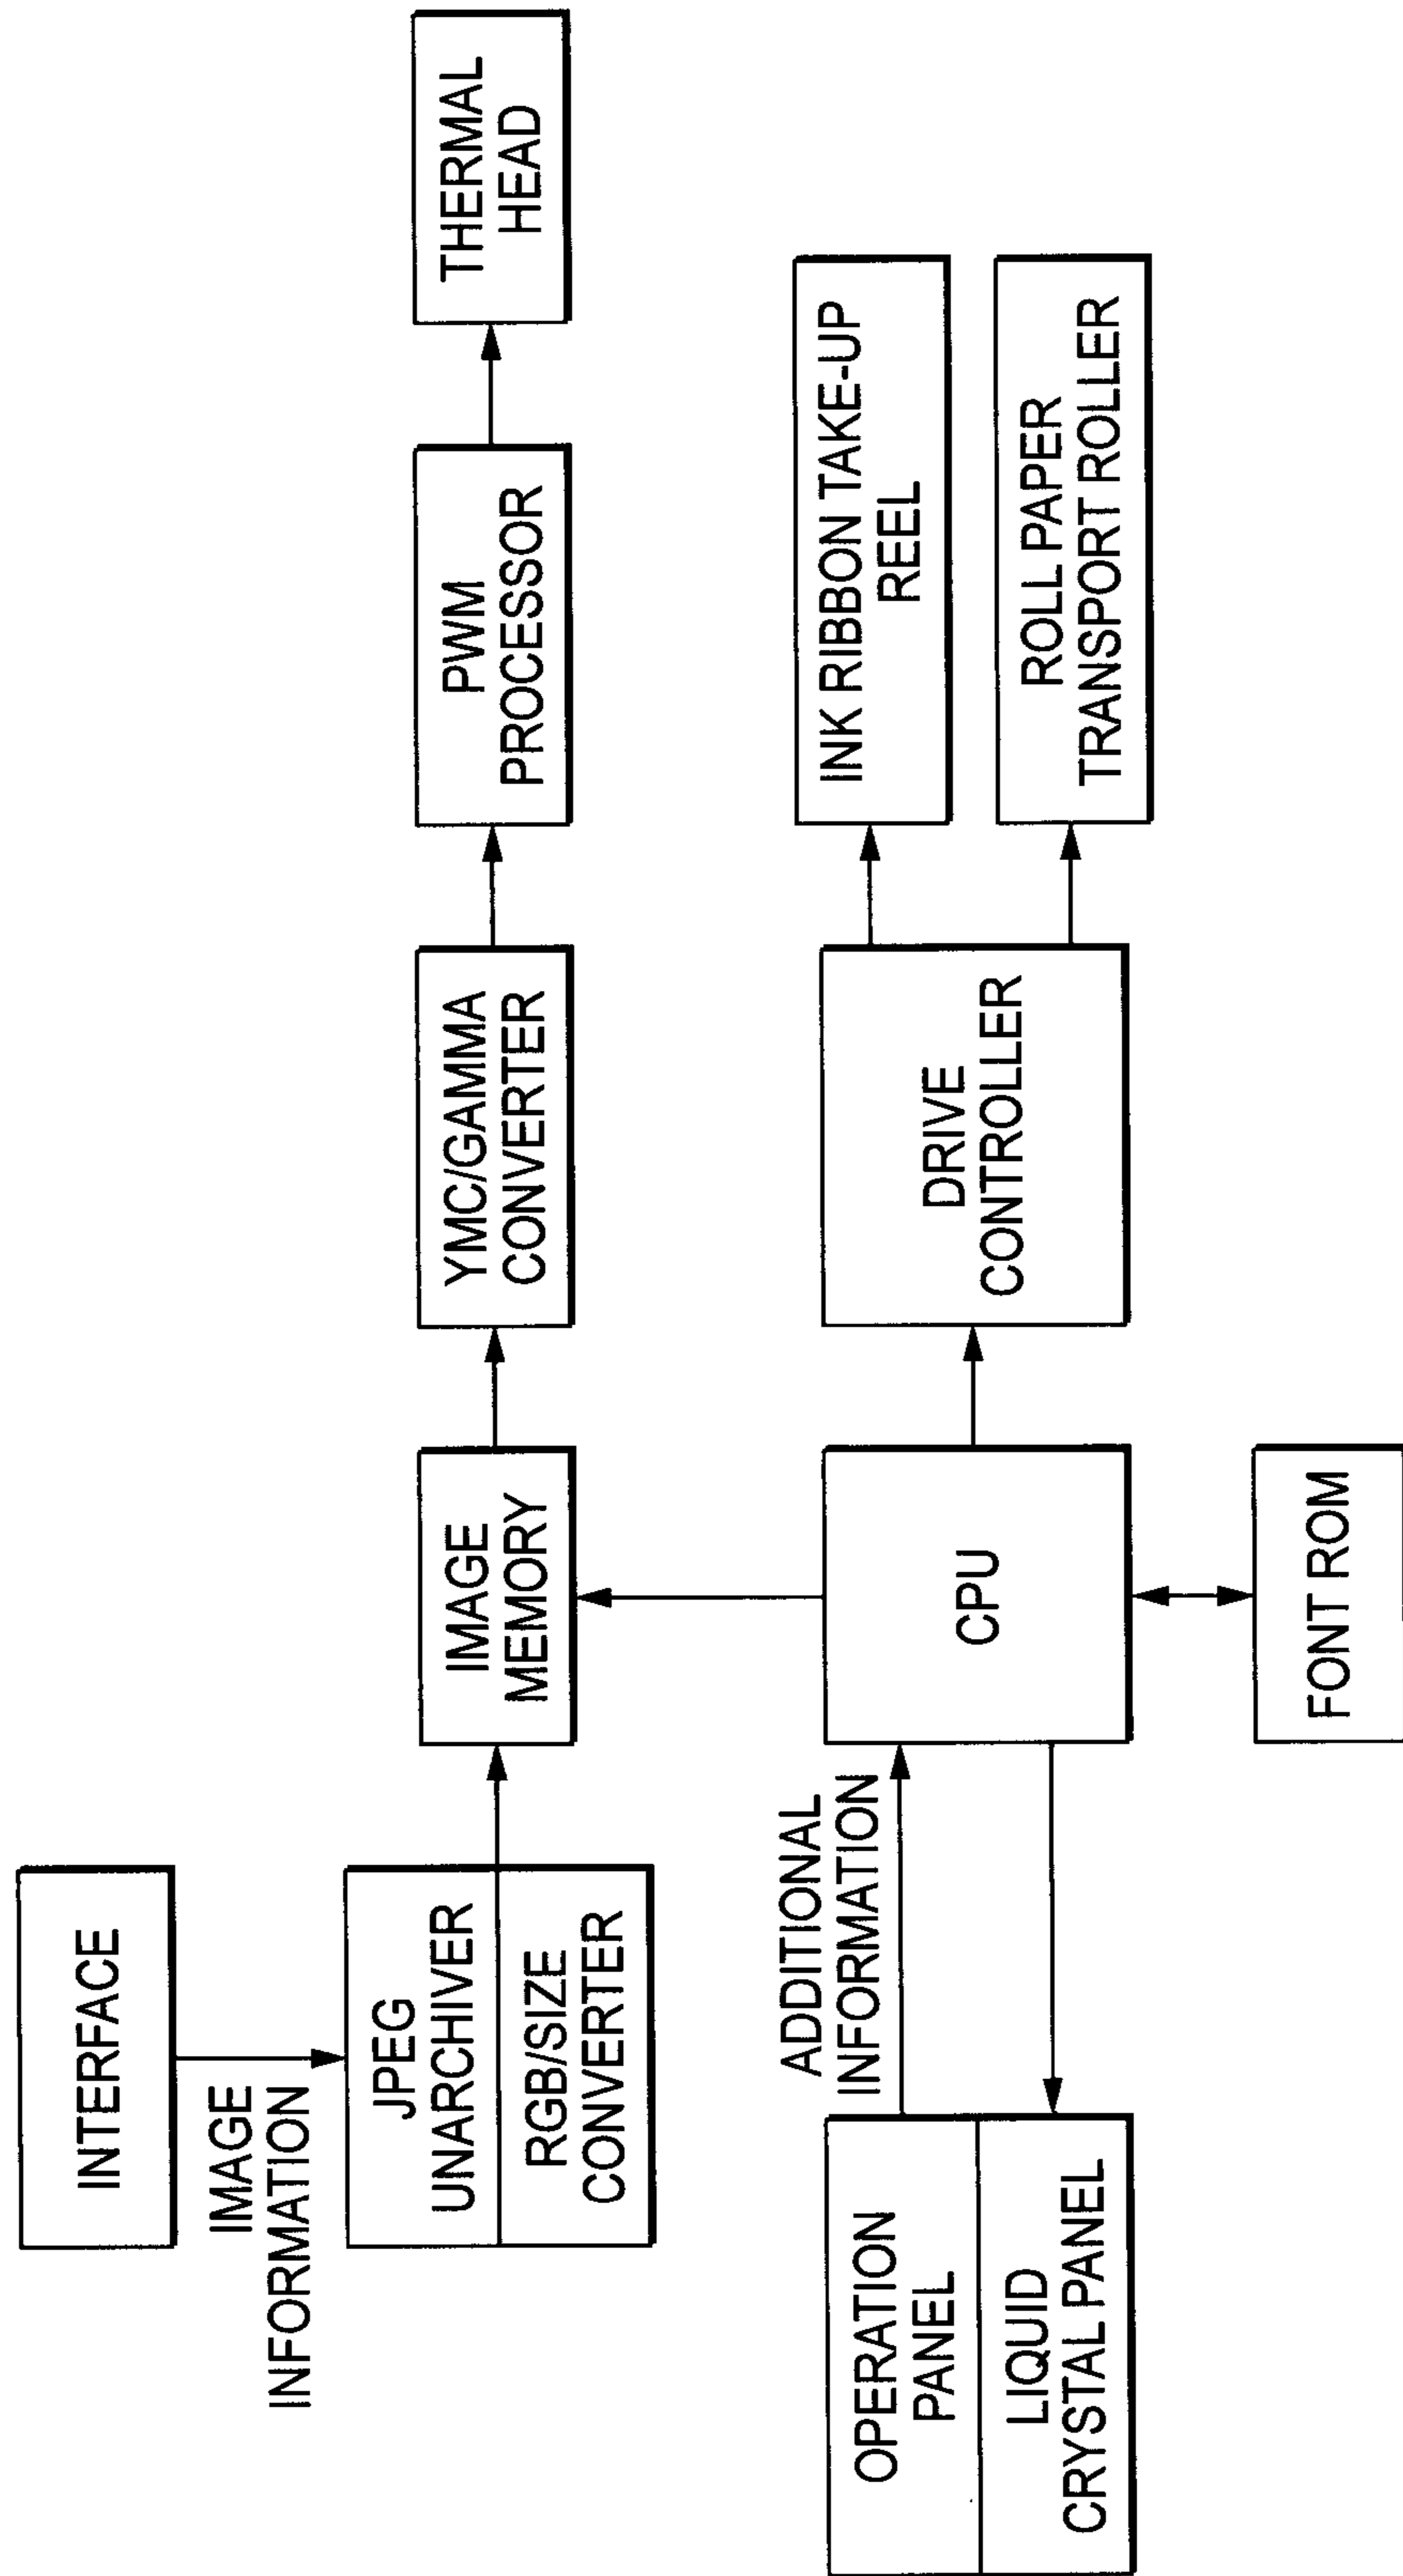 INTERFACE
IMAGE
INFORMATION
JPEG
UNARCHIVER
RGB/SIZE
CONVERTER
IMAGE
MEMORY
YMC/GAMMA
CONVERTER
PWM
PROCESSOR
THERMAL
HEAD
OPERATION
PANEL
LIQUID
CRYSTAL PANEL
ADDITIONAL
INFORMATION
CPU
DRIVE
CONTROLLER
INK RIBBON TAKE-UP
REEL
ROLL PAPER
TRANSPORT ROLLER
FONT ROM